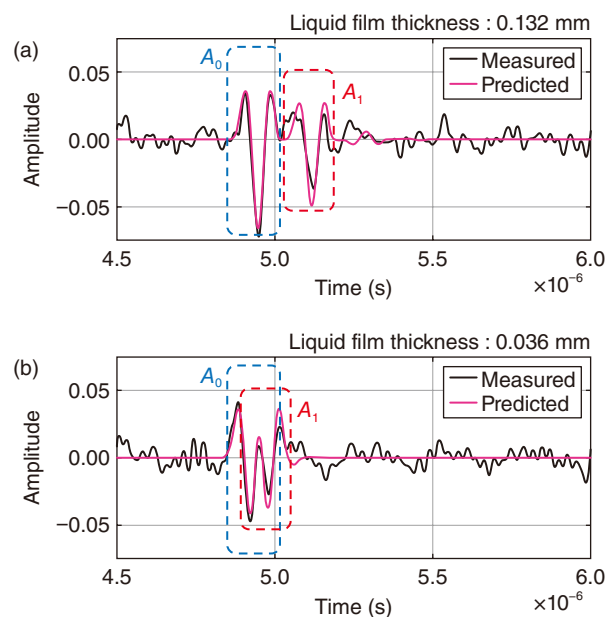 Liquid film thickness : 0.132 mm
(a)
A0
A1
Measured
Predicted
0.05
0.00
−0.05
Amplitude
4.5 5.0 5.5 6.0
Time (s)
×10−6
Liquid film thickness : 0.036 mm
(b)
A0
A1
Measured
Predicted
0.05
0.00
−0.05
Amplitude
4.5 5.0 5.5 6.0
Time (s)
×10−6